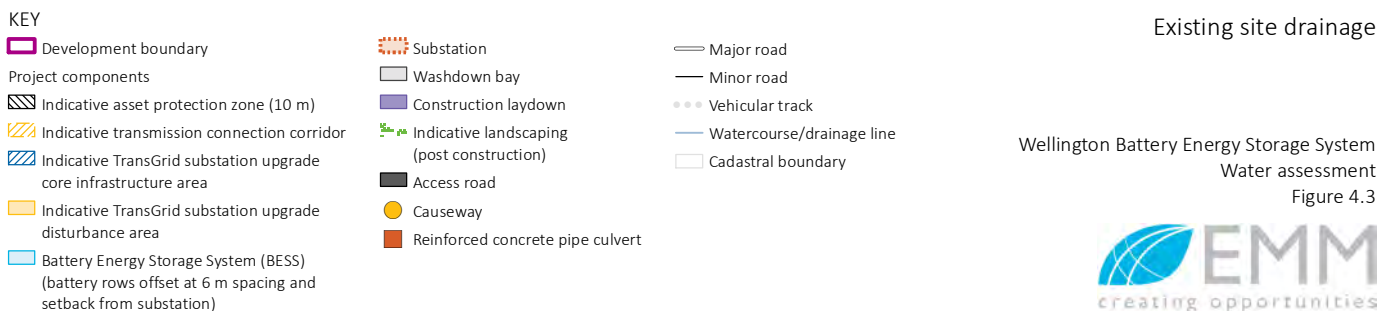 KEY
Development boundary
Project components
Indicative asset protection zone (10 m)
Indicative transmission connection corridor
Indicative TransGrid substation upgrade
core infrastructure area
Indicative TransGrid substation upgrade
disturbance area
Battery Energy Storage System (BESS)
(battery rows offset at 6 m spacing and
setback from substation)
Substation
Washdown bay
Construction laydown
Indicative landscaping
(post construction)
Access road
Causeway
Reinforced concrete pipe culvert
Major road
Minor road
Vehicular track
Watercourse/drainage line
Cadastral boundary
Existing site drainage
Wellington Battery Energy Storage System
Water assessment
Figure 4.3
EMM
creating opportunities